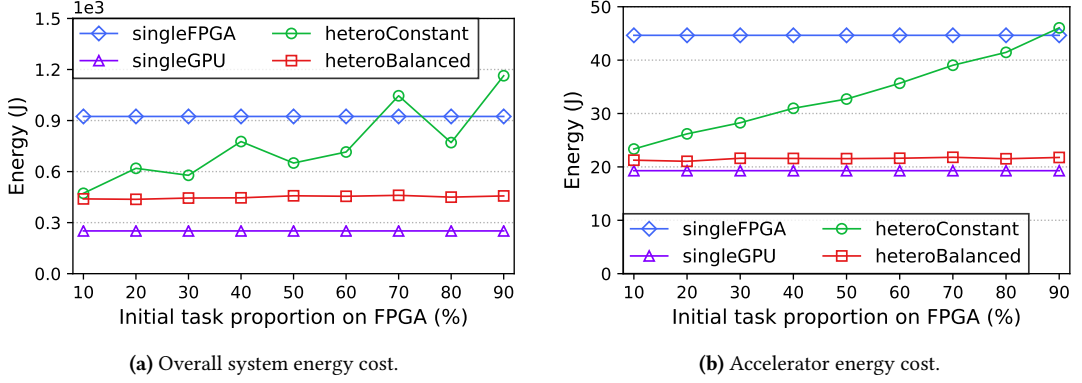 1e3
1.5
1.2
0.9
0.6
0.3
0.0
Energy (J)
singleFPGA
singleGPU
heteroConstant
heteroBalanced
10 20 30 40 50 60 70 80 90
Initial task proportion on FPGA (%)
(a) Overall system energy cost.
50
40
30
20
10
0
Energy (J)
singleFPGA
singleGPU
heteroConstant
heteroBalanced
10 20 30 40 50 60 70 80 90
Initial task proportion on FPGA (%)
(b) Accelerator energy cost.